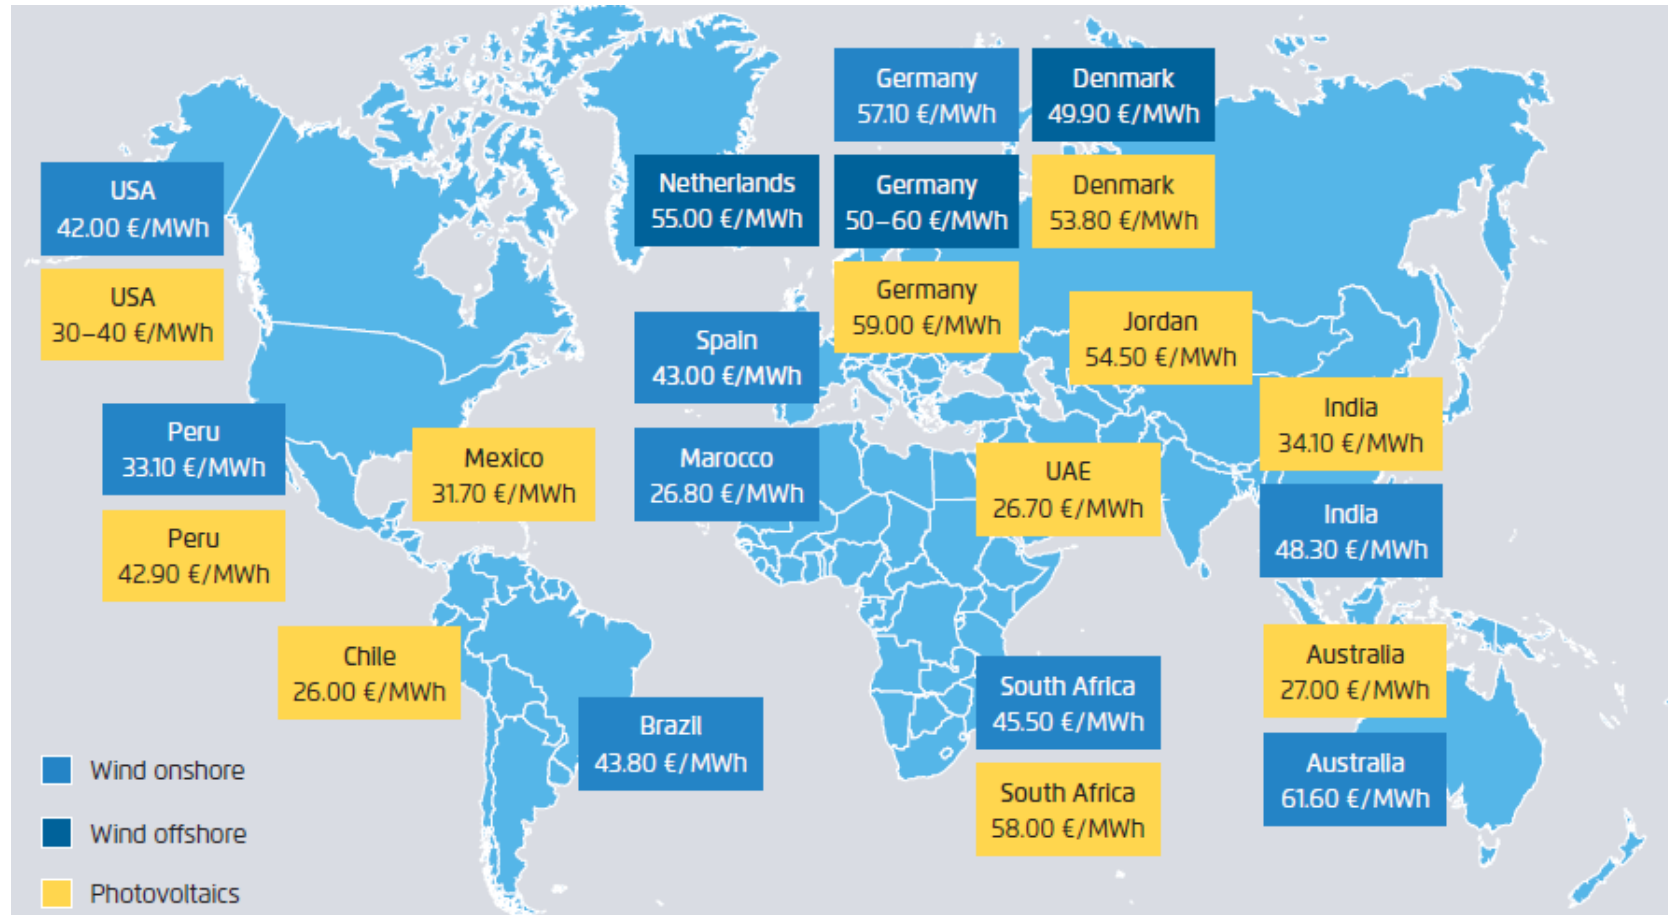 Germany
57.10 €/MWh
Denmark
49.90 €/MWh
USA
42.00 €/MWh
Netherlands
55.00 €/MWh
Germany
50–60 €/MWh
Denmark
53.80 €/MWh
USA
30–40 €/MWh
Germany
59.00 €/MWh
Spain
43.00 €/MWh
Jordan
54.50 €/MWh
India
34.10 €/MWh
Peru
33.10 €/MWh
Mexico
31.70 €/MWh
Marocco
26.80 €/MWh
UAE
26.70 €/MWh
India
48.30 €/MWh
Peru
42.90 €/MWh
Chile
26.00 €/MWh
Brazil
43.80 €/MWh
South Africa
45.50 €/MWh
Australia
27.00 €/MWh
South Africa
58.00 €/MWh
Australia
61.60 €/MWh
Wind onshore
Wind offshore
Photovoltaics